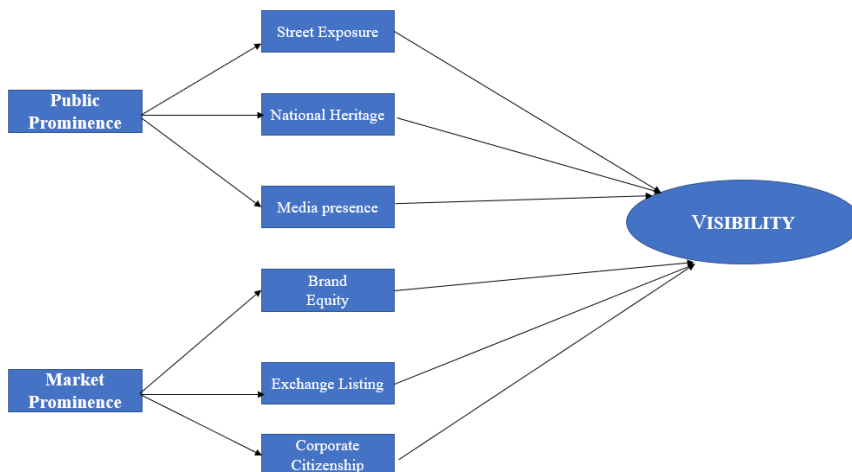 Street Exposure
Public
Prominence
National Heritage
Media presence
VISIBILITY
Brand
Equity
Market
Prominence
Exchange Listing
Corporate
Citizenship